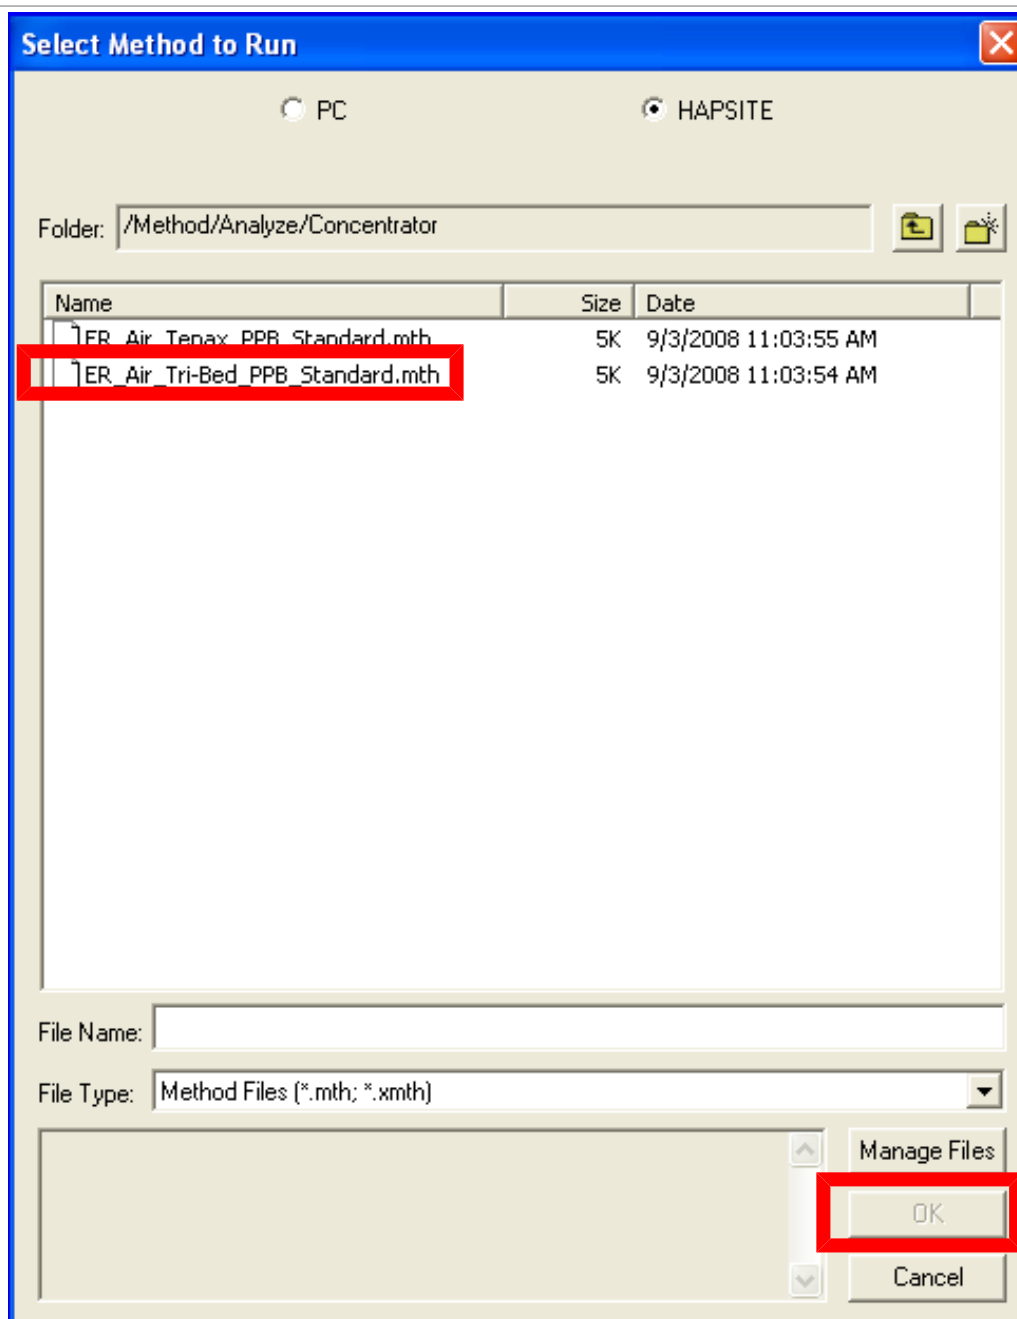 Select Method to Run
PC HAPSITE
Folder: /Method/Analyze/Concentrator
Name Size Date
ER_Air_Tenax_PPB_Standard.mth 5K 9/3/2008 11:03:55 AM
ER_Air_Tri-Bed_PPB_Standard.mth 5K 9/3/2008 11:03:54 AM
File Name:
File Type: Method Files (*.mth; *.xmth)
Manage Files
OK
Cancel